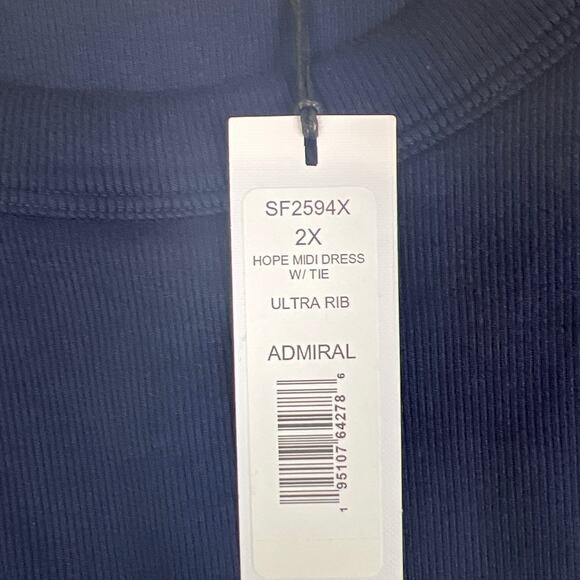 SF2594X
2X
HOPE MIDI DRESS
W/ TIE
ULTRA RIB
ADMIRAL
1 95107 64278 6